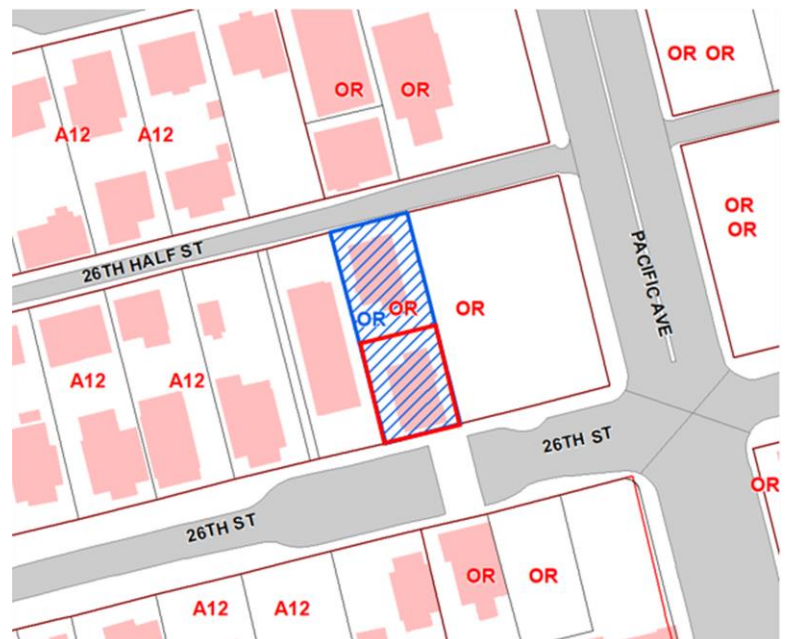 OR OR
OR OR
A12 A12
OR
OR
PACIFIC AVE
26TH HALF ST
OR
OR
OR
A12 A12
26TH ST
OR
26TH ST
OR OR
A12 A12